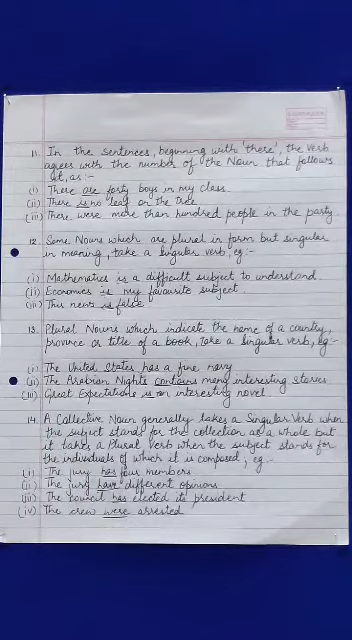 11. In the sentences, beginning with 'there', the verb
agrees with the number of the Noun that follows
it, as :-
(i) There are forty boys in my class.
(ii) There is no leaf on the tree
(iii) There were more than hundred people in the party.
12. Some Nouns which are plural in form but singular
in meaning, take a singular verb, eg:-
(i) Mathematics is a difficult subject to understand.
(ii) Economics is my favourite subject.
(iii) This news is false.
13. Plural Nouns which indicate the name of a country,
province or title of a book, take a singular verb, eg:-
(i) The United States has a fine navy
(ii) The Arabian Nights contains many interesting stories
(iii) Great Expectations is an interesting novel.
14. A Collective Noun generally takes a Singular Verb when
the subject stands for the collection as a whole but
it takes a Plural verb when the subject stands for
the individuals of which it is composed, eg -
(i) The jury has four members
(ii) The jury have different opinions
(iii) The council has elected its president
(iv) The crew were arrested